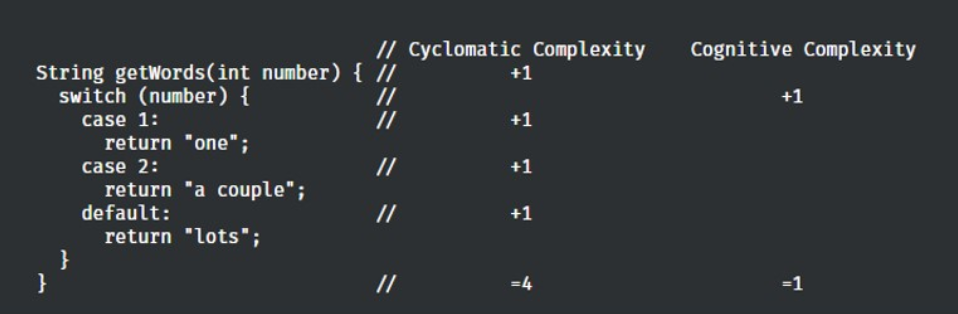 // Cyclomatic Complexity Cognitive Complexity
String getWords(int number) { // +1
switch (number) { // +1
case 1: // +1
return "one";
case 2: // +1
return "a couple";
default: // +1
return "lots";
}
} // =4 =1